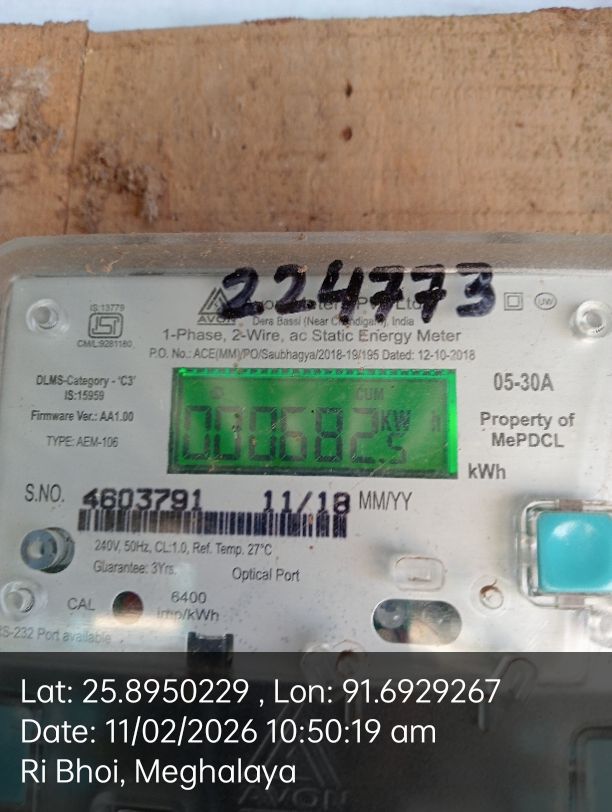 224773
IS:13779
CM/L:9281180
AVON
Dera Bassi (Near Chandigarh), India
1-Phase, 2-Wire, ac Static Energy Meter
P.O. No.: ACE(MM)/PO/Saubhagya/2018-19/195 Dated: 12-10-2018
DLMS-Category - 'C3'
IS:15959
Firmware Ver.: AA1.00
TYPE: AEM-106
CUM
000682.5 KWh
05-30A
Property of
MePDCL
kWh
S.NO. 4603791 11/18 MM/YY
240V, 50Hz, CL:1.0, Ref. Temp. 27°C
Guarantee: 3Yrs.
Optical Port
CAL
6400
imp/kWh
RS-232 Port available
Lat: 25.8950229 , Lon: 91.6929267
Date: 11/02/2026 10:50:19 am
Ri Bhoi, Meghalaya
AVON